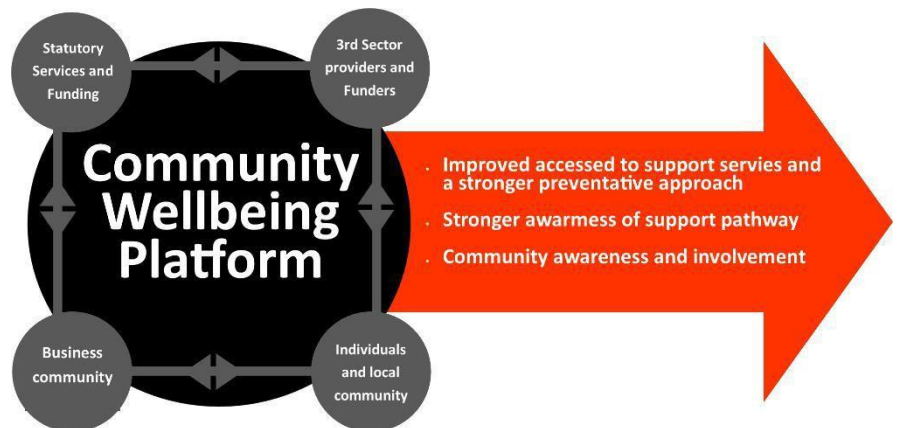 Statutory
Services and
Funding
3rd Sector
providers and
Funders
Community
Wellbeing
Platform
. Improved accessed to support servies and
a stronger preventative approach
. Stronger awarmess of support pathway
. Community awareness and involvement
Business
community
Individuals
and local
community